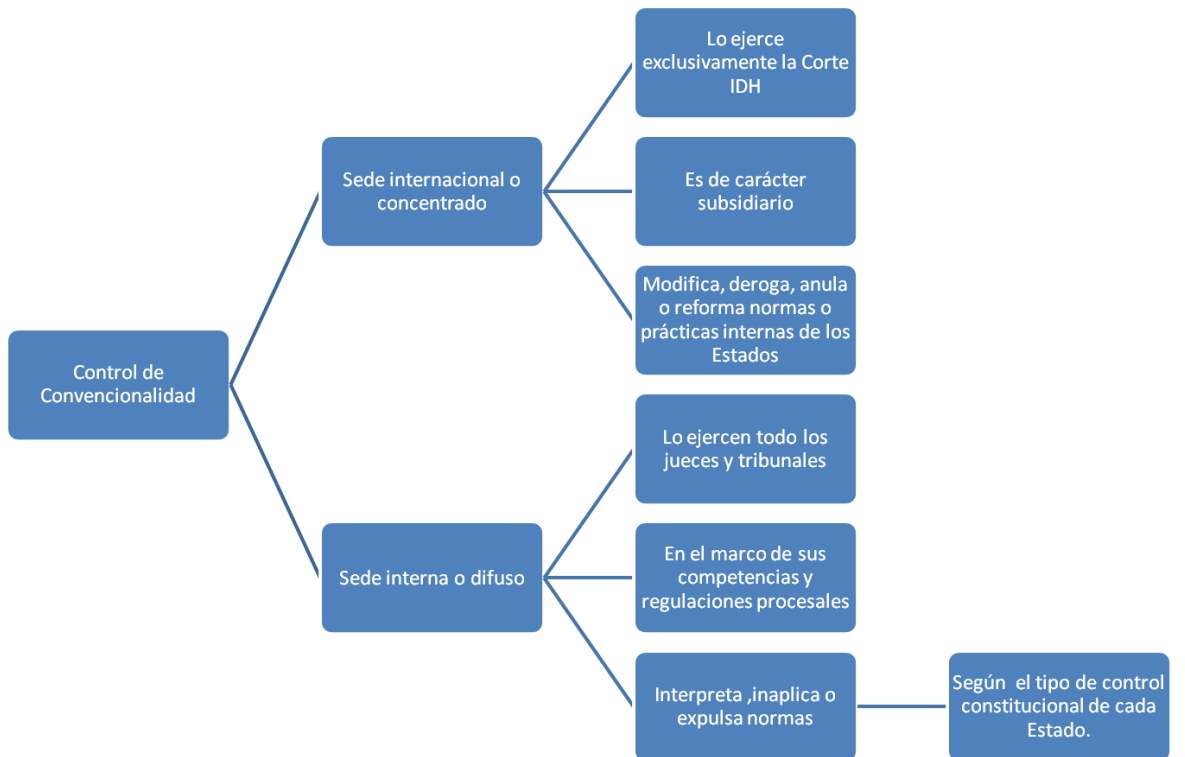 Control de
Convencionalidad
Sede internacional o
concentrado
Lo ejerce
exclusivamente la Corte
IDH
Es de carácter
subsidiario
Modifica, deroga, anula
o reforma normas o
prácticas internas de los
Estados
Sede interna o difuso
Lo ejercen todo los
jueces y tribunales
En el marco de sus
competencias y
regulaciones procesales
Interpreta ,inaplica o
expulsa normas
Según el tipo de control
constitucional de cada
Estado.